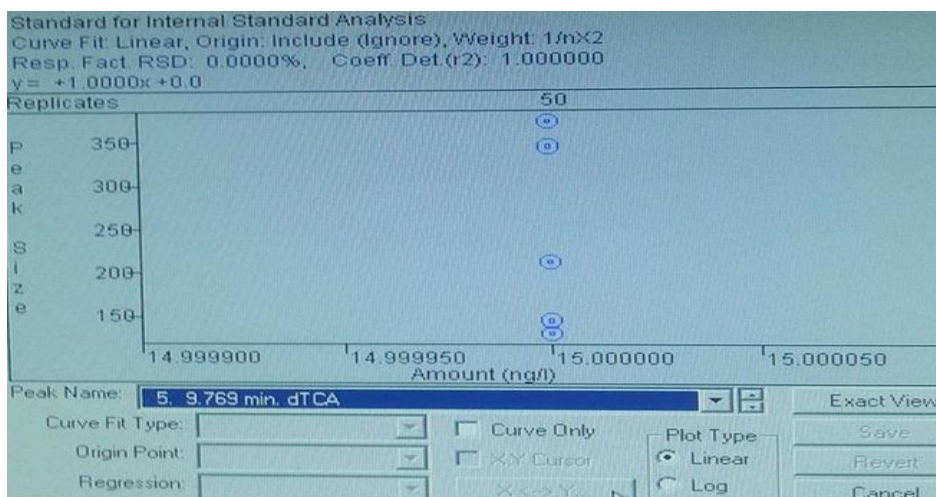 Standard for Internal Standard Analysis
Curve Fit: Linear, Origin: Include (Ignore), Weight: 1/nX2
Resp. Fact. RSD: 0.0000%, Coeff. Det.(r2): 1.000000
y = +1.0000x +0.0
Replicates 50
Peak Size
350
300
250
200
150
14.999900 14.999950 15.000000 15.000050
Amount (ng/l)
Peak Name: 5. 9.769 min. dTCA Exact View
Curve Fit Type: Curve Only Plot Type Save
Origin Point: X,Y Cursor Linear Revert
Regression: X<->Y Log Cancel